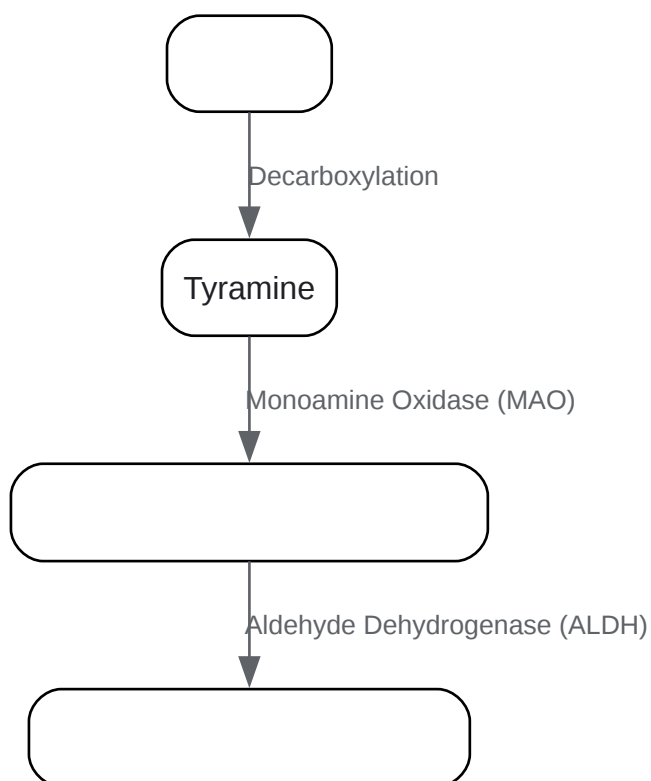 Decarboxylation
Tyramine
Monoamine Oxidase (MAO)
Aldehyde Dehydrogenase (ALDH)